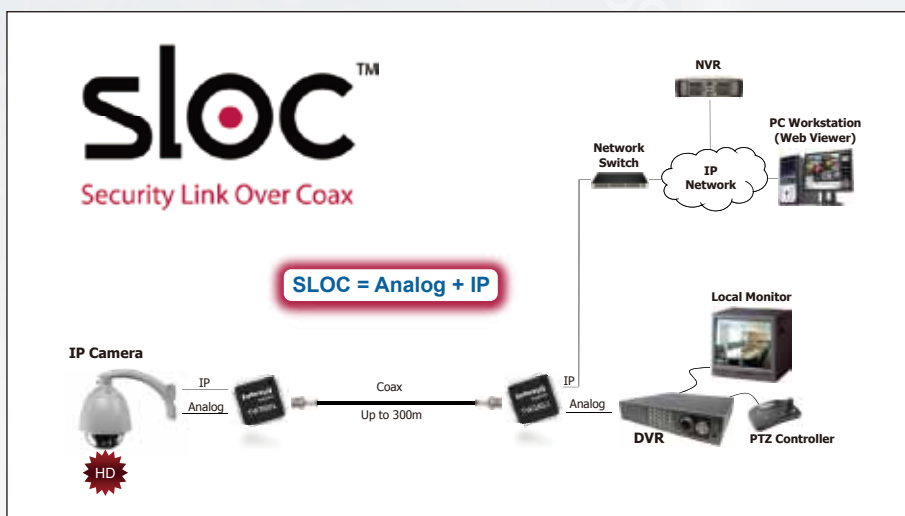 sloc™
Security Link Over Coax
SLOC = Analog + IP
NVR
PC Workstation
(Web Viewer)
Network
Switch
IP
Network
Local Monitor
IP Camera
IP
Analog
Coax
Up to 300m
IP
Analog
HD
DVR
PTZ Controller